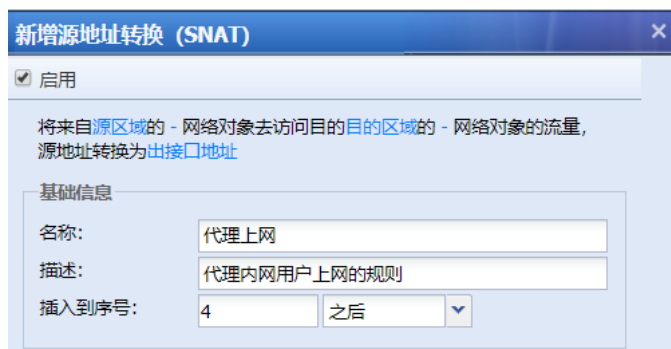 新增源地址转换 (SNAT)
启用
将来自源区域的 - 网络对象去访问目的目的区域的 - 网络对象的流量,
源地址转换为出接口地址
基础信息
名称: 代理上网
描述: 代理内网用户上网的规则
插入到序号: 4 之后